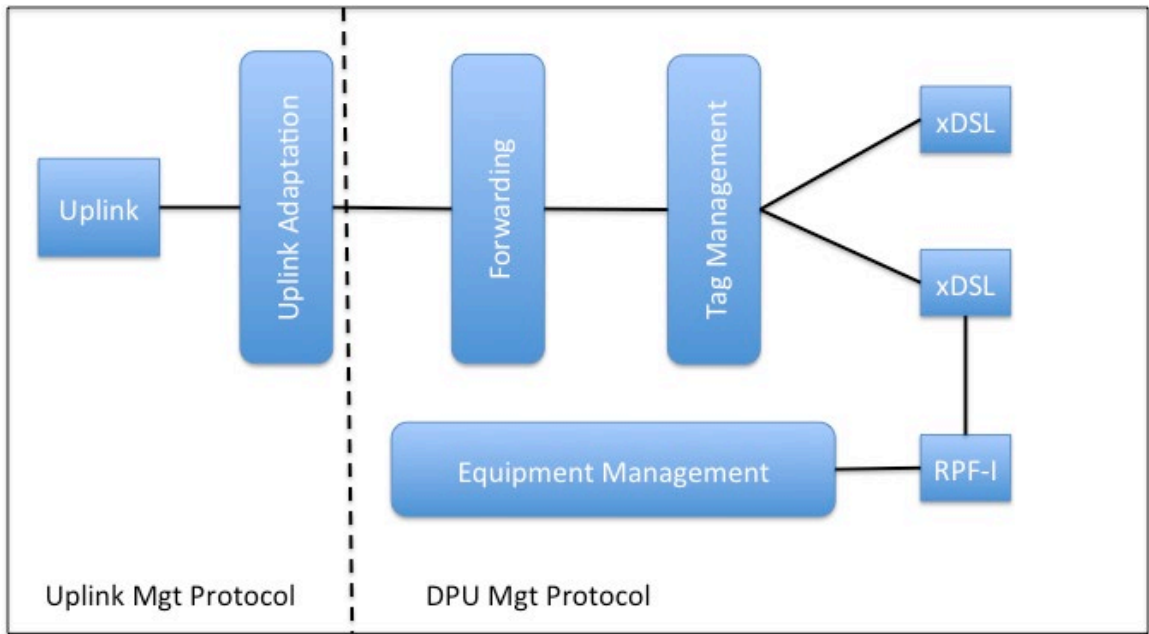 Uplink
Uplink Adaptation
Forwarding
Tag Management
xDSL
xDSL
Equipment Management
RPF-I
Uplink Mgt Protocol
DPU Mgt Protocol